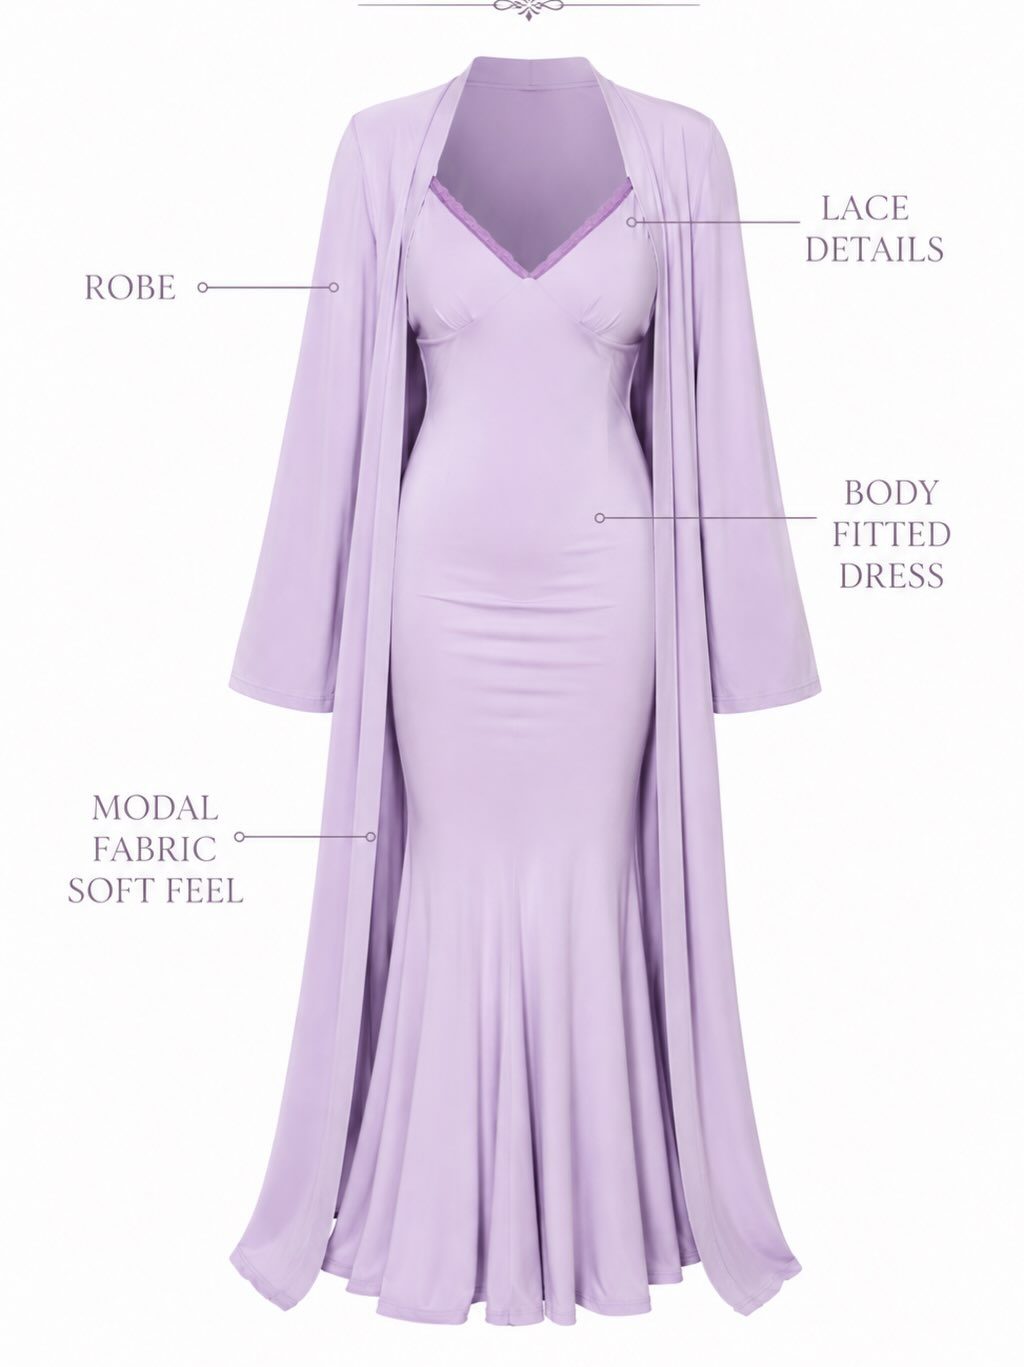 LACE
DETAILS
ROBE
BODY
FITTED
DRESS
MODAL
FABRIC
SOFT FEEL